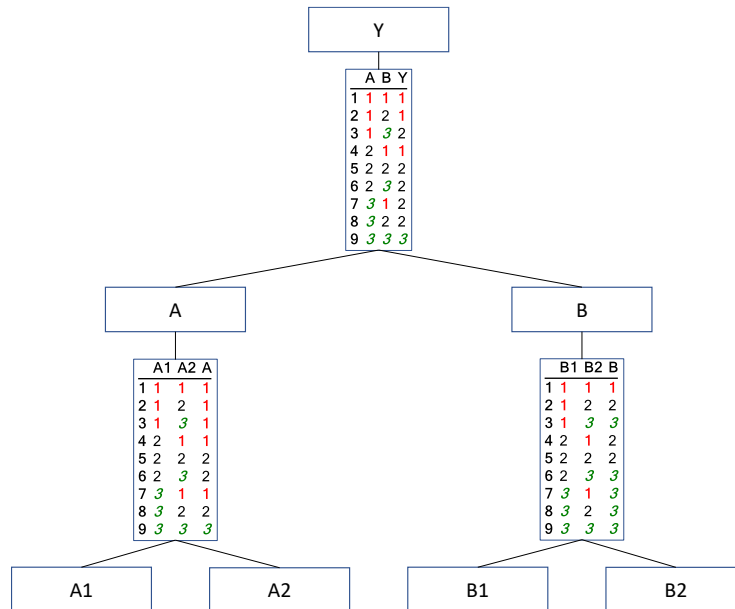 Y
A B Y
1 1 1 1
2 1 2 1
3 1 3 2
4 2 1 1
5 2 2 2
6 2 3 2
7 3 1 2
8 3 2 2
9 3 3 3
A
B
A1 A2 A
1 1 1 1
2 1 2 1
3 1 3 1
4 2 1 1
5 2 2 2
6 2 3 2
7 3 1 1
8 3 2 2
9 3 3 3
B1 B2 B
1 1 1 1
2 1 2 2
3 1 3 3
4 2 1 2
5 2 2 2
6 2 3 3
7 3 1 3
8 3 2 3
9 3 3 3
A1
A2
B1
B2